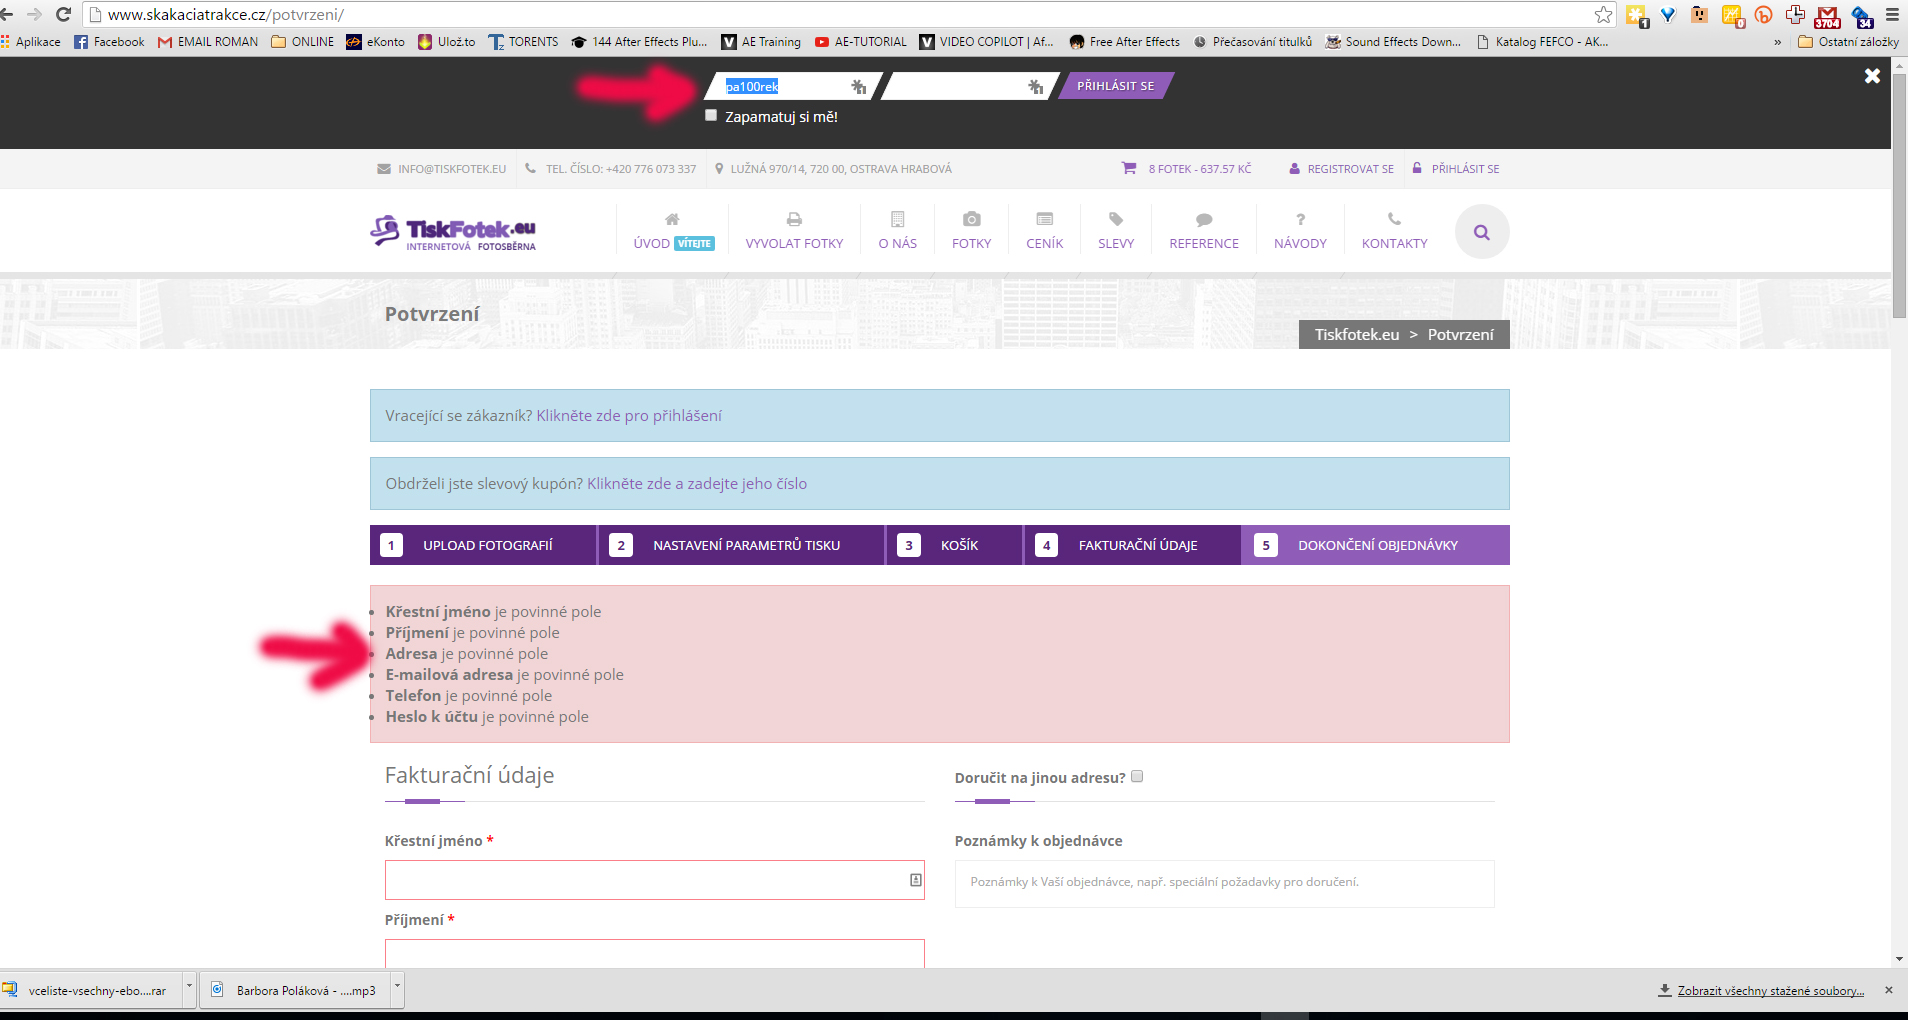 www.skakaciatrakce.cz/potvrzeni/
1
0
3704
34
Aplikace Facebook EMAIL ROMAN ONLINE eKonto Ulož.to TORENTS 144 After Effects Plu... AE Training AE-TUTORIAL VIDEO COPILOT | Af... Free After Effects Přečasování titulků Sound Effects Down... Katalog FEFCO - AK... » Ostatní záložky
pa100rek PŘIHLÁSIT SE
Zapamatuj si mě!
INFO@TISKFOTEK.EU TEL. ČÍSLO: +420 776 073 337 LUŽNÁ 970/14, 720 00, OSTRAVA HRABOVÁ 8 FOTEK - 637.57 KČ REGISTROVAT SE PŘIHLÁSIT SE
TiskFotek.eu
INTERNETOVÁ FOTOSBĚRNA
ÚVOD VÍTEJTE VYVOLAT FOTKY O NÁS FOTKY CENÍK SLEVY REFERENCE NÁVODY KONTAKTY
Potvrzení
Tiskfotek.eu > Potvrzení
Vracející se zákazník? Klikněte zde pro přihlášení
Obdrželi jste slevový kupón? Klikněte zde a zadejte jeho číslo
1 UPLOAD FOTOGRAFIÍ 2 NASTAVENÍ PARAMETRŮ TISKU 3 KOŠÍK 4 FAKTURAČNÍ ÚDAJE 5 DOKONČENÍ OBJEDNÁVKY
Křestní jméno je povinné pole
Příjmení je povinné pole
Adresa je povinné pole
E-mailová adresa je povinné pole
Telefon je povinné pole
Heslo k účtu je povinné pole
Fakturační údaje
Doručit na jinou adresu?
Křestní jméno *
Poznámky k objednávce
Poznámky k Vaší objednávce, např. speciální požadavky pro doručení.
Příjmení *
vceliste-vsechny-ebo....rar Barbora Poláková - ....mp3 Zobrazit všechny stažené soubory...